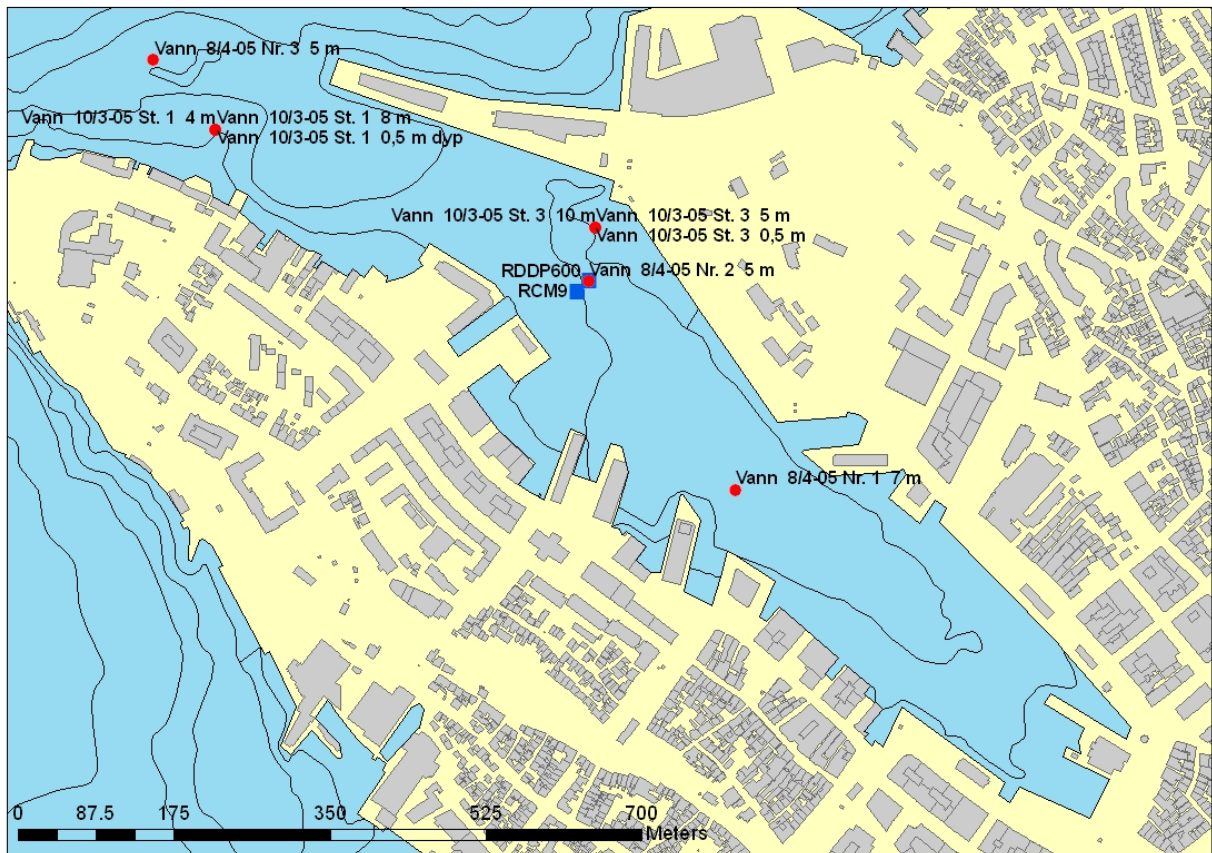 Vann 8/4-05 Nr. 3 5 m
Vann 10/3-05 St. 1 4 m
Vann 10/3-05 St. 1 8 m
Vann 10/3-05 St. 1 0,5 m dyp
Vann 10/3-05 St. 3 10 m
Vann 10/3-05 St. 3 5 m
Vann 10/3-05 St. 3 0,5 m
RDDP600
Vann 8/4-05 Nr. 2 5 m
RCM9
Vann 8/4-05 Nr. 1 7 m
0 87.5 175 350 525 700
Meters